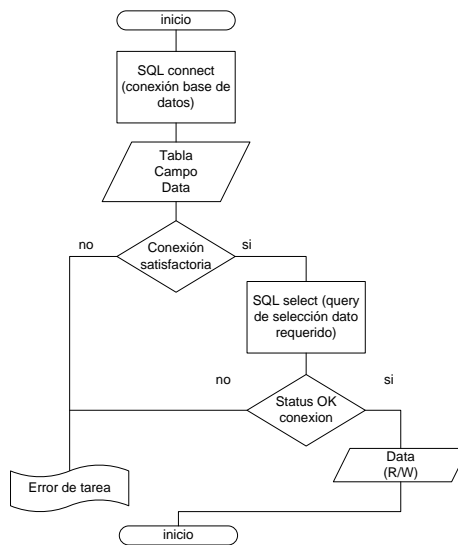 inicio
SQL connect
(conexión base de
datos)
Tabla
Campo
Data
no
Conexión
satisfactoria
si
SQL select (query
de selección dato
requerido)
no
si
Status OK
conexion
Data
(R/W)
Error de tarea
inicio